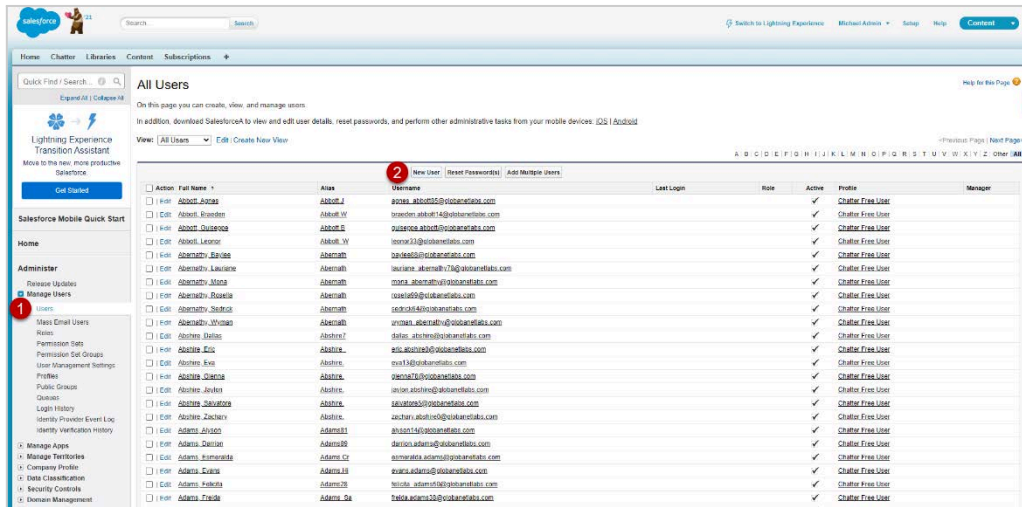 salesforce
'21
Search...
Search
Switch to Lightning Experience
Michael Admin
Setup
Help
Content
Home Chatter Libraries Content Subscriptions +
Quick Find / Search...
Expand All | Collapse All
Lightning Experience
Transition Assistant
Move to the new, more productive
Salesforce.
Get Started
Salesforce Mobile Quick Start
Home
Administer
Release Updates
Manage Users
1
Users
Mass Email Users
Roles
Permission Sets
Permission Set Groups
User Management Settings
Profiles
Public Groups
Queues
Login History
Identity Provider Event Log
Identity Verification History
Manage Apps
Manage Territories
Company Profile
Data Classification
Security Controls
Domain Management
All Users
Help for this Page
On this page you can create, view, and manage users.
In addition, download SalesforceA to view and edit user details, reset passwords, and perform other administrative tasks from your mobile devices: iOS | Android
View: All Users Edit | Create New View
<Previous Page | Next Page>
A | B | C | D | E | F | G | H | I | J | K | L | M | N | O | P | Q | R | S | T | U | V | W | X | Y | Z | Other | All
2
New User Reset Password(s) Add Multiple Users
Action Full Name Alias Username Last Login Role Active Profile Manager
Edit Abbott, Agnes Abbott.J agnes_abbott85@globanetlabs.com Chatter Free User
Edit Abbott, Braeden Abbott.W braeden.abbott14@globanetlabs.com Chatter Free User
Edit Abbott, Guiseppe Abbott.B guiseppe.abbott@globanetlabs.com Chatter Free User
Edit Abbott, Leonor Abbott_W leonor33@globanetlabs.com Chatter Free User
Edit Abernathy, Baylee Abernath baylee68@globanetlabs.com Chatter Free User
Edit Abernathy, Lauriane Abernath lauriane_abernathy79@globanetlabs.com Chatter Free User
Edit Abernathy, Mona Abernath mona_abernathy@globanetlabs.com Chatter Free User
Edit Abernathy, Rosella Abernath rosella99@globanetlabs.com Chatter Free User
Edit Abernathy, Sedrick Abernath sedrick64@globanetlabs.com Chatter Free User
Edit Abernathy, Wyman Abernath wyman_abernathy@globanetlabs.com Chatter Free User
Edit Abshire, Dallas Abshire7 dallas_abshire@globanetlabs.com Chatter Free User
Edit Abshire, Eric Abshire_ eric.abshire8@globanetlabs.com Chatter Free User
Edit Abshire, Eva Abshire. eva13@globanetlabs.com Chatter Free User
Edit Abshire, Gianna Abshire. gianna78@globanetlabs.com Chatter Free User
Edit Abshire, Jaylon Abshire. jaylon.abshire@globanetlabs.com Chatter Free User
Edit Abshire, Salvatore Abshire. salvatore5@globanetlabs.com Chatter Free User
Edit Abshire, Zachary Abshire. zachary.abshire0@globanetlabs.com Chatter Free User
Edit Adams, Alyson Adams81 alyson14@globanetlabs.com Chatter Free User
Edit Adams, Darrion Adams99 darrion.adams@globanetlabs.com Chatter Free User
Edit Adams, Esmeralda Adams.Cr esmeralda.adams@globanetlabs.com Chatter Free User
Edit Adams, Evans Adams.Hi evans.adams@globanetlabs.com Chatter Free User
Edit Adams, Felicita Adams78 felicita_adams50@globanetlabs.com Chatter Free User
Edit Adams, Freida Adams_Sa freida.adams38@globanetlabs.com Chatter Free User